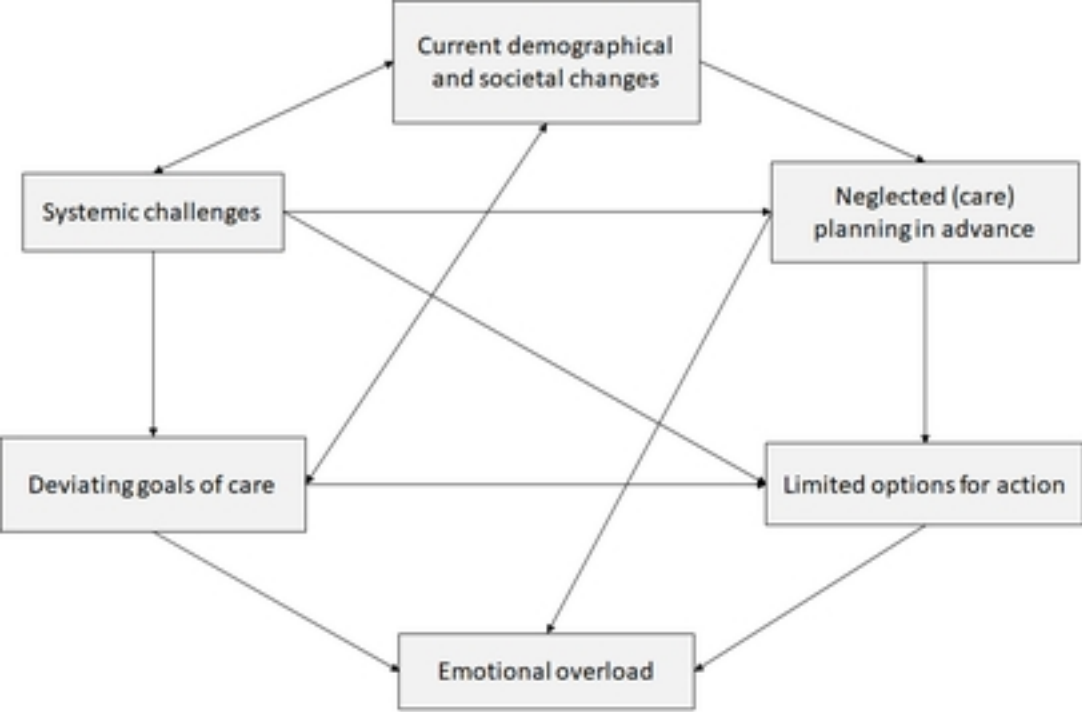 Current demographical
and societal changes
Systemic challenges
Neglected (care)
planning in advance
Deviating goals of care
Limited options for action
Emotional overload